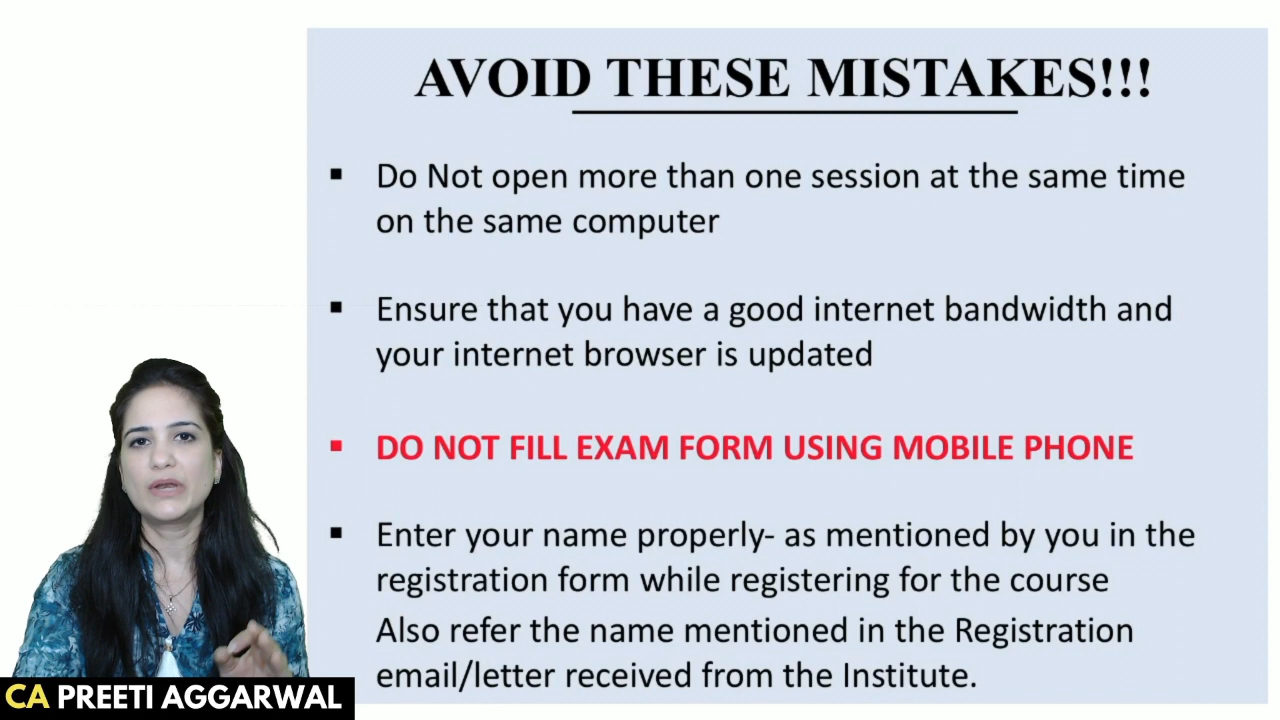 AVOID THESE MISTAKES!!!
▪ Do Not open more than one session at the same time
on the same computer
▪ Ensure that you have a good internet bandwidth and
your internet browser is updated
▪ DO NOT FILL EXAM FORM USING MOBILE PHONE
▪ Enter your name properly- as mentioned by you in the
registration form while registering for the course
Also refer the name mentioned in the Registration
email/letter received from the Institute.
CA PREETI AGGARWAL